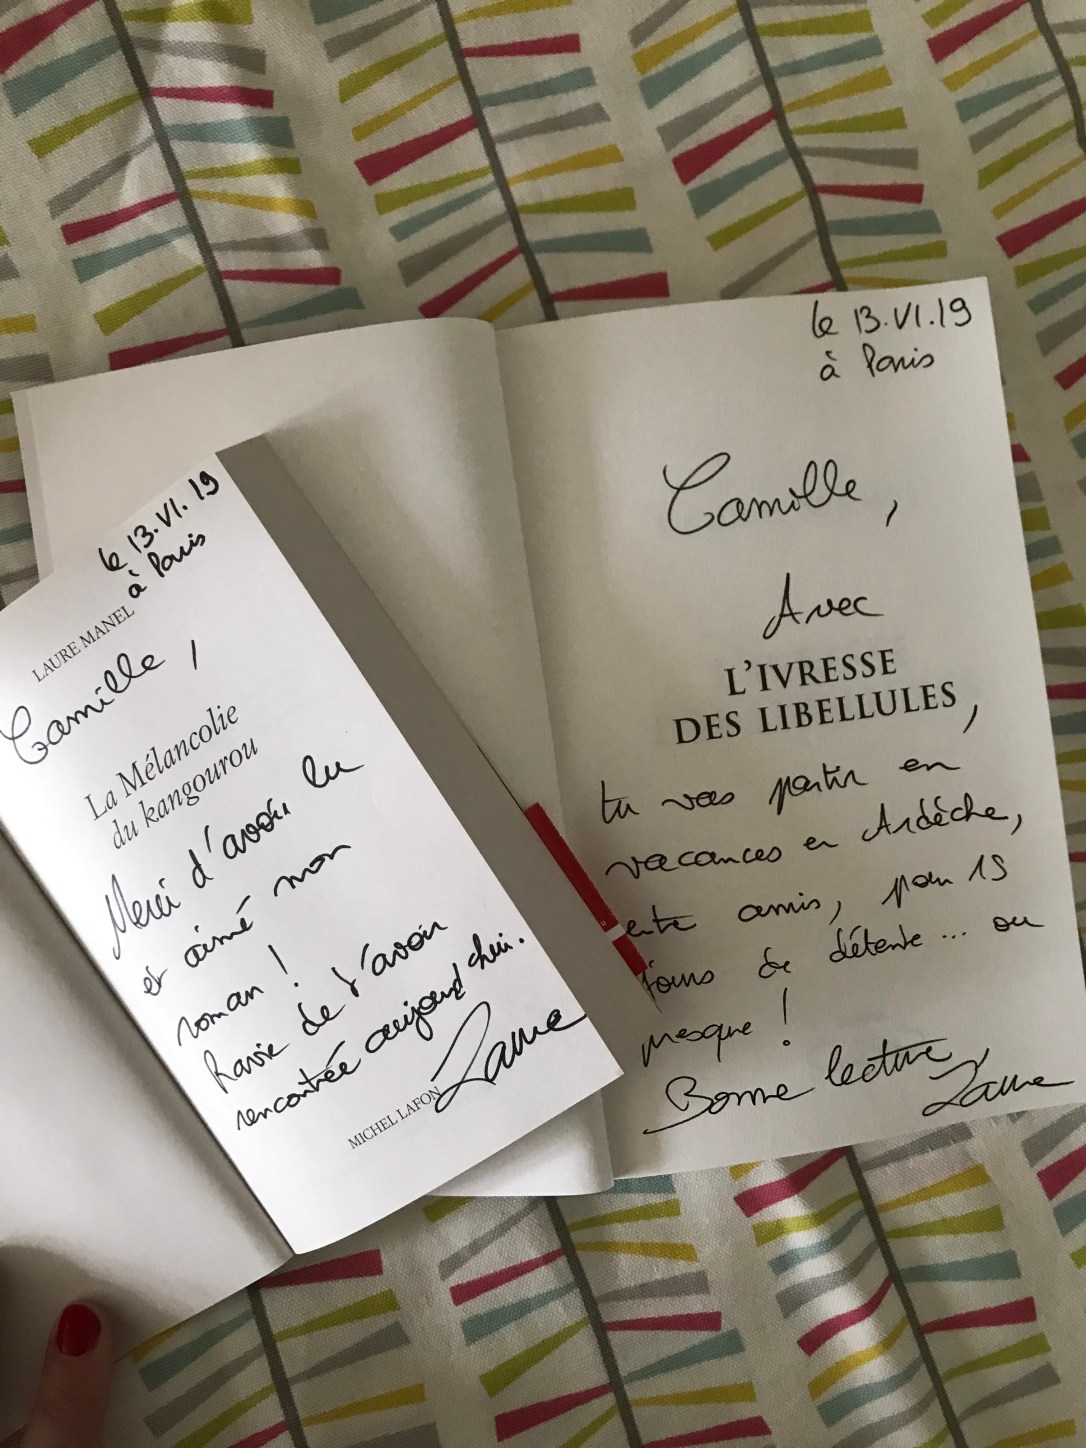 le 13.VI.19
à Paris
LAURE MANEL
Camille,
La Mélancolie
du kangourou
Merci d'avoir lu
et aimé mon
roman !
Ravie de t'avoir
rencontrée aujourd'hui.
Laure
MICHEL LAFON
le 13.VI.19
à Paris
Camille,
Avec
L'IVRESSE
DES LIBELLULES,
tu vas partir en
vacances en Ardèche,
entre amis, pour 15
jours de détente... ou
presque !
Bonne lecture,
Laure